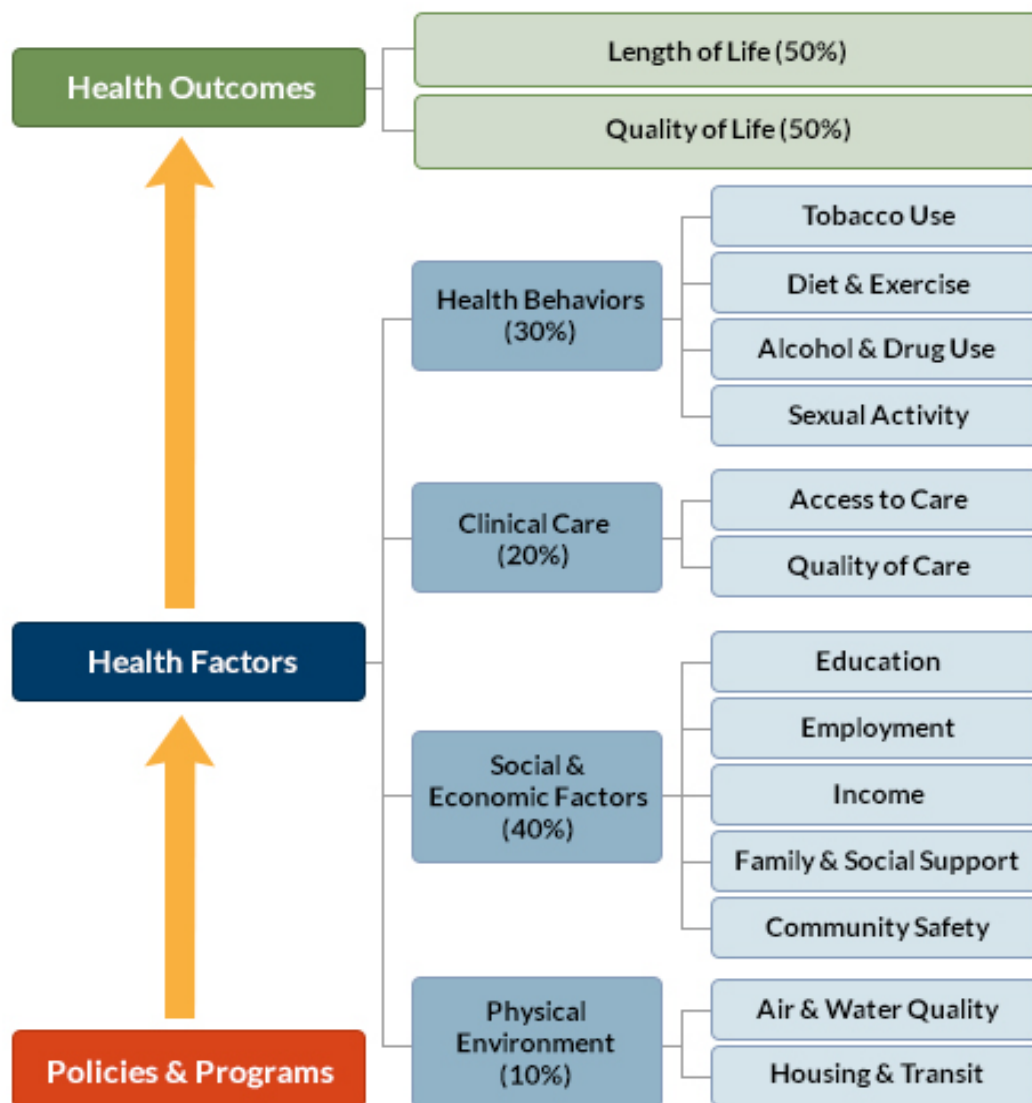 Health Outcomes
Length of Life (50%)
Quality of Life (50%)
Health Behaviors
(30%)
Tobacco Use
Diet & Exercise
Alcohol & Drug Use
Sexual Activity
Clinical Care
(20%)
Access to Care
Quality of Care
Health Factors
Social &
Economic Factors
(40%)
Education
Employment
Income
Family & Social Support
Community Safety
Physical
Environment
(10%)
Air & Water Quality
Housing & Transit
Policies & Programs